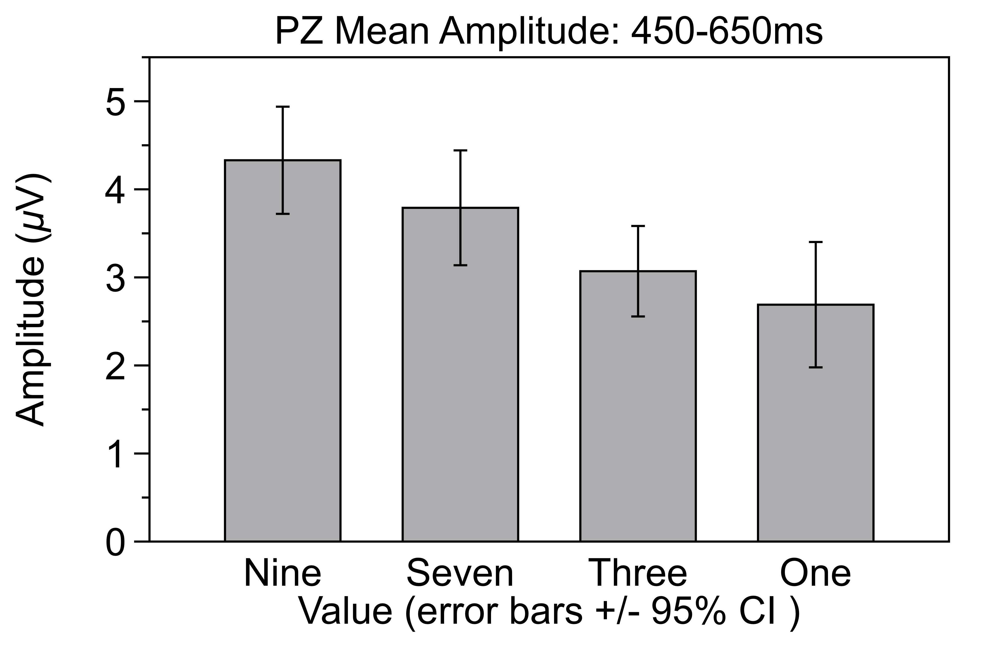 PZ Mean Amplitude: 450-650ms
Amplitude (µV)
5
4
3
2
1
0
Nine Seven Three One
Value (error bars +/- 95% CI )